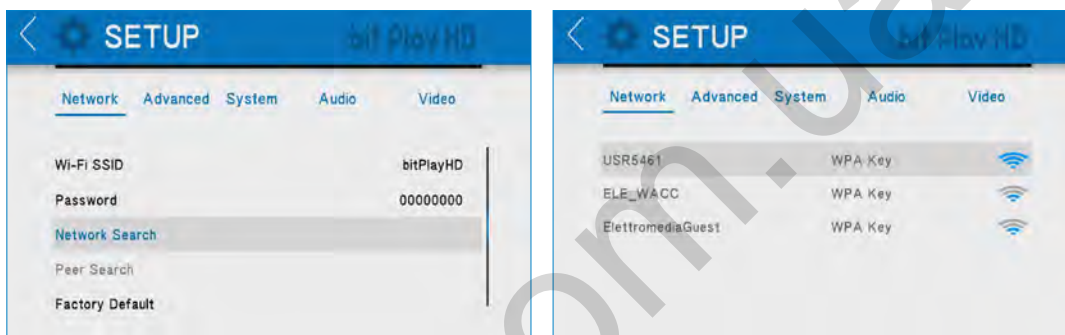 SETUP
bit Play HD
Network Advanced System Audio Video
Wi-Fi SSID bitPlayHD
Password 00000000
Network Search
Peer Search
Factory Default
SETUP
bit Play HD
Network Advanced System Audio Video
USR5461 WPA Key
ELE_WACC WPA Key
ElettromediaGuest WPA Key
om.ua